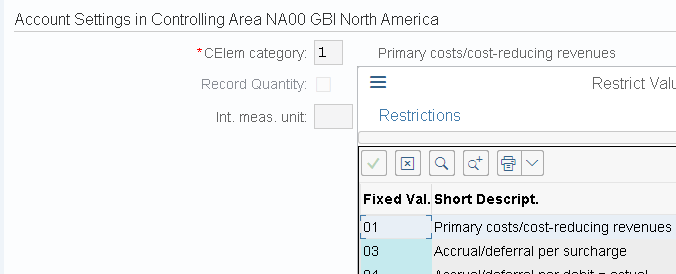 Account Settings in Controlling Area NA00 GBI North America
*CElem category: 1 Primary costs/cost-reducing revenues
Record Quantity:
Restrict Valu
Int. meas. unit:
Restrictions
Fixed Val. Short Descript.
01 Primary costs/cost-reducing revenues
03 Accrual/deferral per surcharge
04 Accrual/deferral per debit = actual